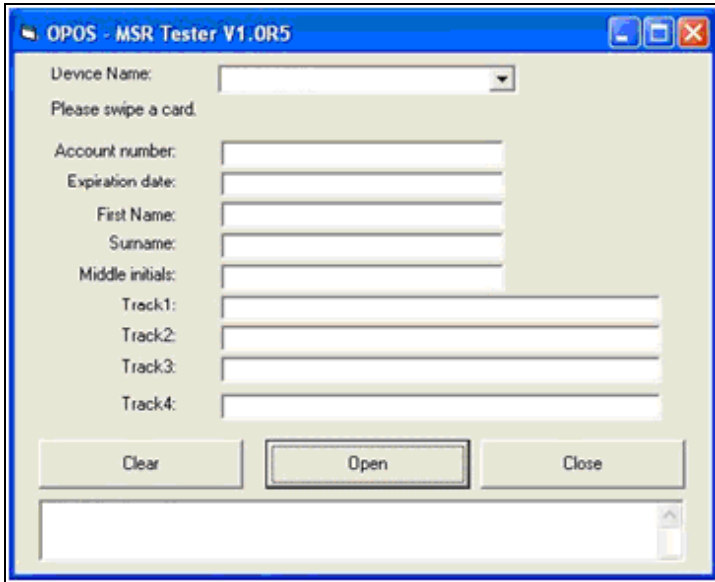 OPOS - MSR Tester V1.0R5
Device Name:
Please swipe a card.
Account number:
Expiration date:
First Name:
Surname:
Middle initials:
Track1:
Track2:
Track3:
Track4:
Clear Open Close